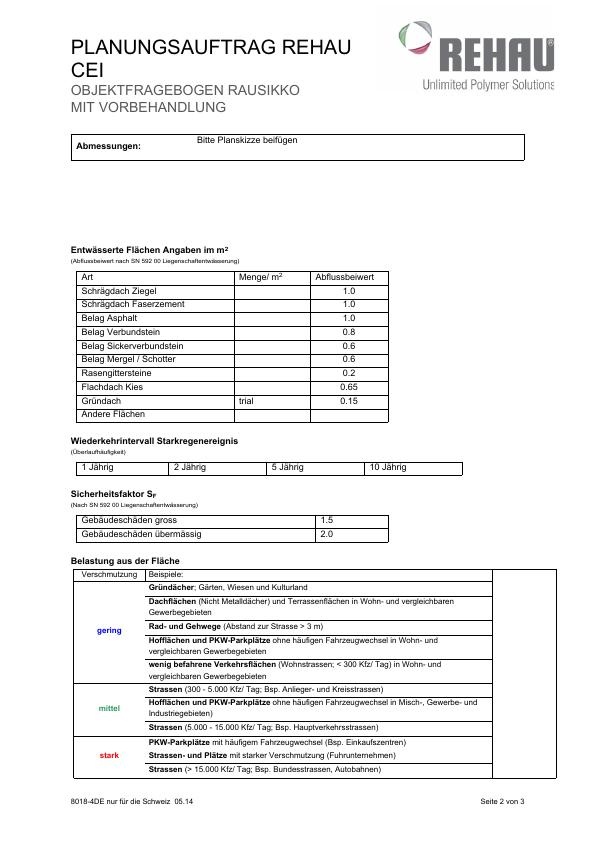 PLANUNGSAUFTRAG REHAU
CEI
OBJEKTFRAGEBOGEN RAUSIKKO
MIT VORBEHANDLUNG
REHAU
Unlimited Polymer Solutions
Abmessungen: Bitte Planskizze beifügen
Entwässerte Flächen Angaben im m²
(Abflussbeiwert nach SN 592 00 Liegenschaftentwässerung)
Art Menge/ m² Abflussbeiwert
Schrägdach Ziegel 1.0
Schrägdach Faserzement 1.0
Belag Asphalt 1.0
Belag Verbundstein 0.8
Belag Sickerverbundstein 0.6
Belag Mergel / Schotter 0.6
Rasengittersteine 0.2
Flachdach Kies 0.65
Gründach trial 0.15
Andere Flächen
Wiederkehrintervall Starkregenereignis
(Überlaufhäufigkeit)
1 Jährig 2 Jährig 5 Jährig 10 Jährig
Sicherheitsfaktor SF
(Nach SN 592 00 Liegenschaftentwässerung)
Gebäudeschäden gross 1.5
Gebäudeschäden übermässig 2.0
Belastung aus der Fläche
Verschmutzung Beispiele:
gering
Gründächer; Gärten, Wiesen und Kulturland
Dachflächen (Nicht Metalldächer) und Terrassenflächen in Wohn- und vergleichbaren
Gewerbegebieten
Rad- und Gehwege (Abstand zur Strasse > 3 m)
Hofflächen und PKW-Parkplätze ohne häufigen Fahrzeugwechsel in Wohn- und
vergleichbaren Gewerbegebieten
wenig befahrene Verkehrsflächen (Wohnstrassen; < 300 Kfz/ Tag) in Wohn- und
vergleichbaren Gewerbegebieten
mittel
Strassen (300 - 5.000 Kfz/ Tag; Bsp. Anlieger- und Kreisstrassen)
Hofflächen und PKW-Parkplätze ohne häufigen Fahrzeugwechsel in Misch-, Gewerbe- und
Industriegebieten)
Strassen (5.000 - 15.000 Kfz/ Tag; Bsp. Hauptverkehrsstrassen)
stark
PKW-Parkplätze mit häufigem Fahrzeugwechsel (Bsp. Einkaufszentren)
Strassen- und Plätze mit starker Verschmutzung (Fuhrunternehmen)
Strassen (> 15.000 Kfz/ Tag; Bsp. Bundesstrassen, Autobahnen)
8018-4DE nur für die Schweiz 05.14 Seite 2 von 3